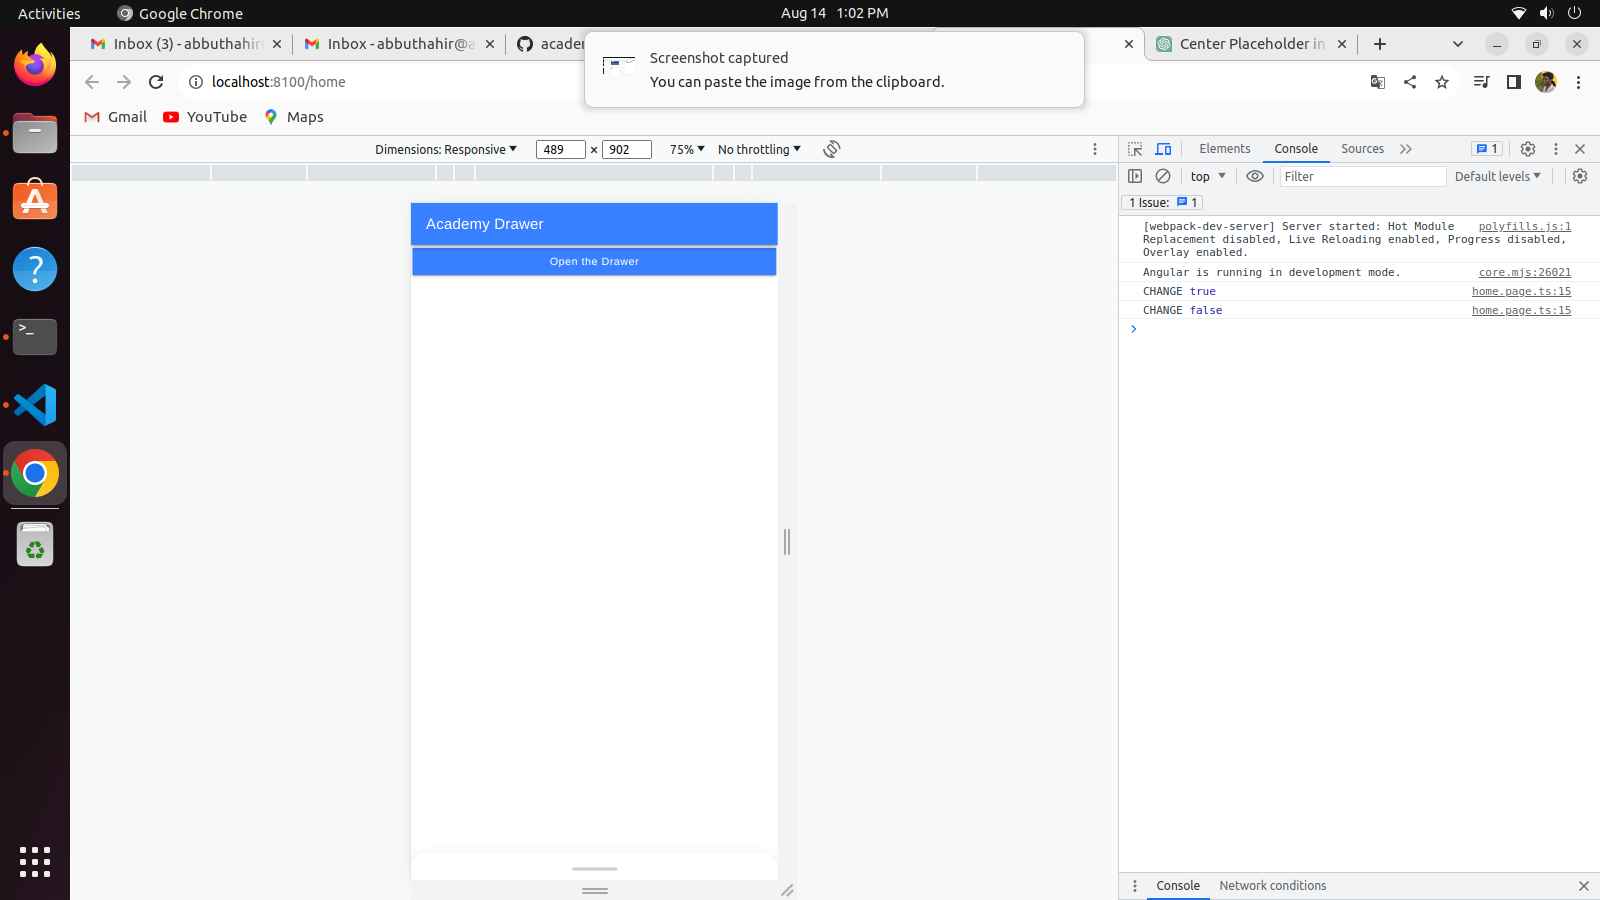 Activities
Google Chrome
Aug 14 1:02 PM
Inbox (3) - abbuthahir
Inbox - abbuthahir@a
acade
Center Placeholder in
Screenshot captured
You can paste the image from the clipboard.
localhost:8100/home
Gmail
YouTube
Maps
Dimensions: Responsive
489 × 902
75%
No throttling
Elements
Console
Sources
1
top
Filter
Default levels
1 Issue: 1
Academy Drawer
Open the Drawer
[webpack-dev-server] Server started: Hot Module polyfills.js:1
Replacement disabled, Live Reloading enabled, Progress disabled,
Overlay enabled.
Angular is running in development mode. core.mjs:26021
CHANGE true home.page.ts:15
CHANGE false home.page.ts:15
Console
Network conditions